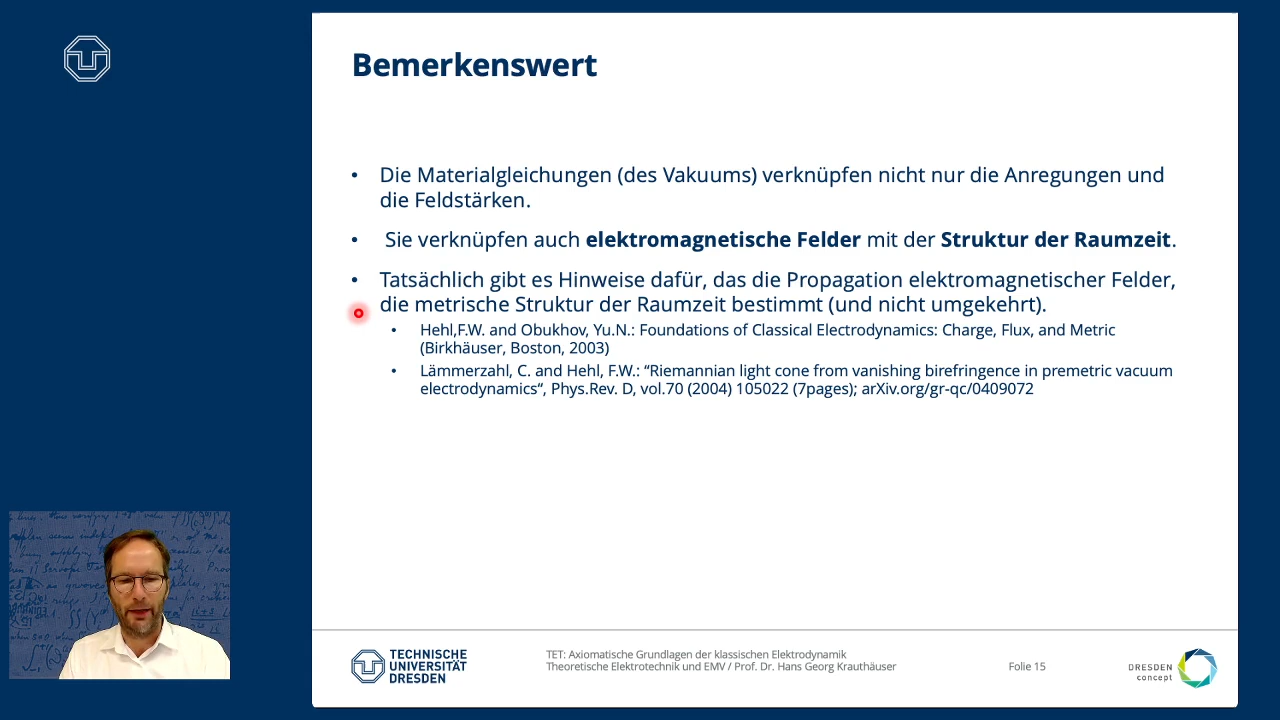 Bemerkenswert
• Die Materialgleichungen (des Vakuums) verknüpfen nicht nur die Anregungen und
die Feldstärken.
• Sie verknüpfen auch elektromagnetische Felder mit der Struktur der Raumzeit.
• Tatsächlich gibt es Hinweise dafür, das die Propagation elektromagnetischer Felder,
die metrische Struktur der Raumzeit bestimmt (und nicht umgekehrt).
• Hehl,F.W. and Obukhov, Yu.N.: Foundations of Classical Electrodynamics: Charge, Flux, and Metric
(Birkhäuser, Boston, 2003)
• Lämmerzahl, C. and Hehl, F.W.: “Riemannian light cone from vanishing birefringence in premetric vacuum
electrodynamics“, Phys.Rev. D, vol.70 (2004) 105022 (7pages); arXiv.org/gr-qc/0409072
TECHNISCHE
UNIVERSITÄT
DRESDEN
TET: Axiomatische Grundlagen der klassischen Elektrodynamik
Theoretische Elektrotechnik und EMV / Prof. Dr. Hans Georg Krauthäuser
Folie 15
DRESDEN
concept